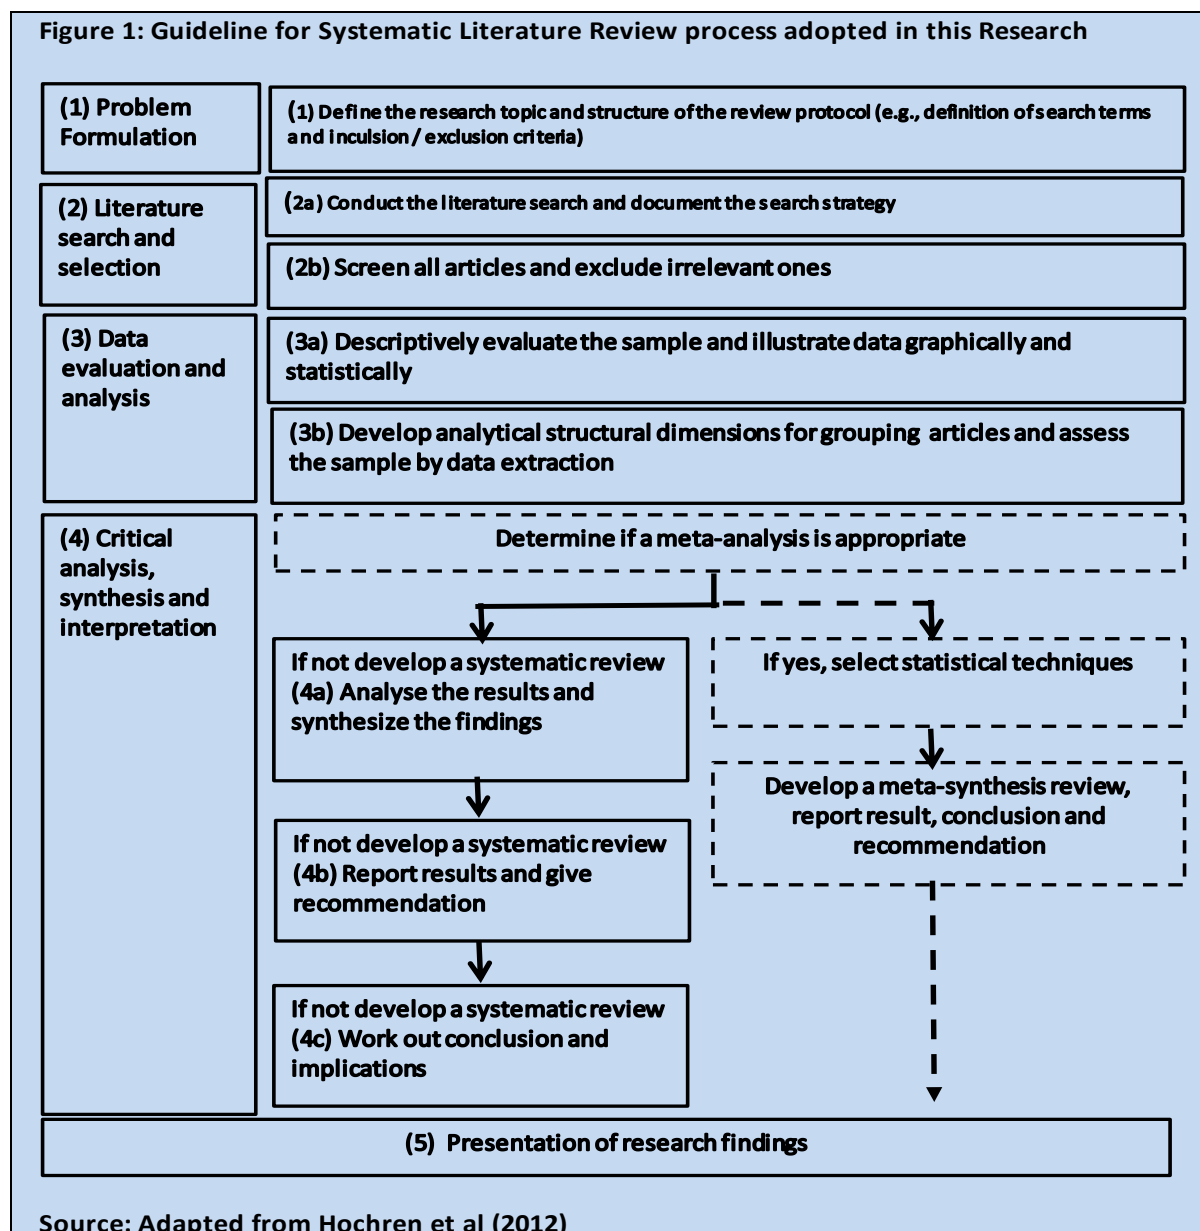 Figure 1: Guideline for Systematic Literature Review process adopted in this Research
(1) Problem
Formulation
(1) Define the research topic and structure of the review protocol (e.g., definition of search terms
and inculsion / exclusion criteria)
(2) Literature
search and
selection
(2a) Conduct the literature search and document the search strategy
(2b) Screen all articles and exclude irrelevant ones
(3) Data
evaluation and
analysis
(3a) Descriptively evaluate the sample and illustrate data graphically and
statistically
(3b) Develop analytical structural dimensions for grouping articles and assess
the sample by data extraction
(4) Critical
analysis,
synthesis and
interpretation
Determine if a meta-analysis is appropriate
If not develop a systematic review
(4a) Analyse the results and
synthesize the findings
If yes, select statistical techniques
If not develop a systematic review
(4b) Report results and give
recommendation
Develop a meta-synthesis review,
report result, conclusion and
recommendation
If not develop a systematic review
(4c) Work out conclusion and
implications
(5) Presentation of research findings
Source: Adapted from Hochren et al (2012)